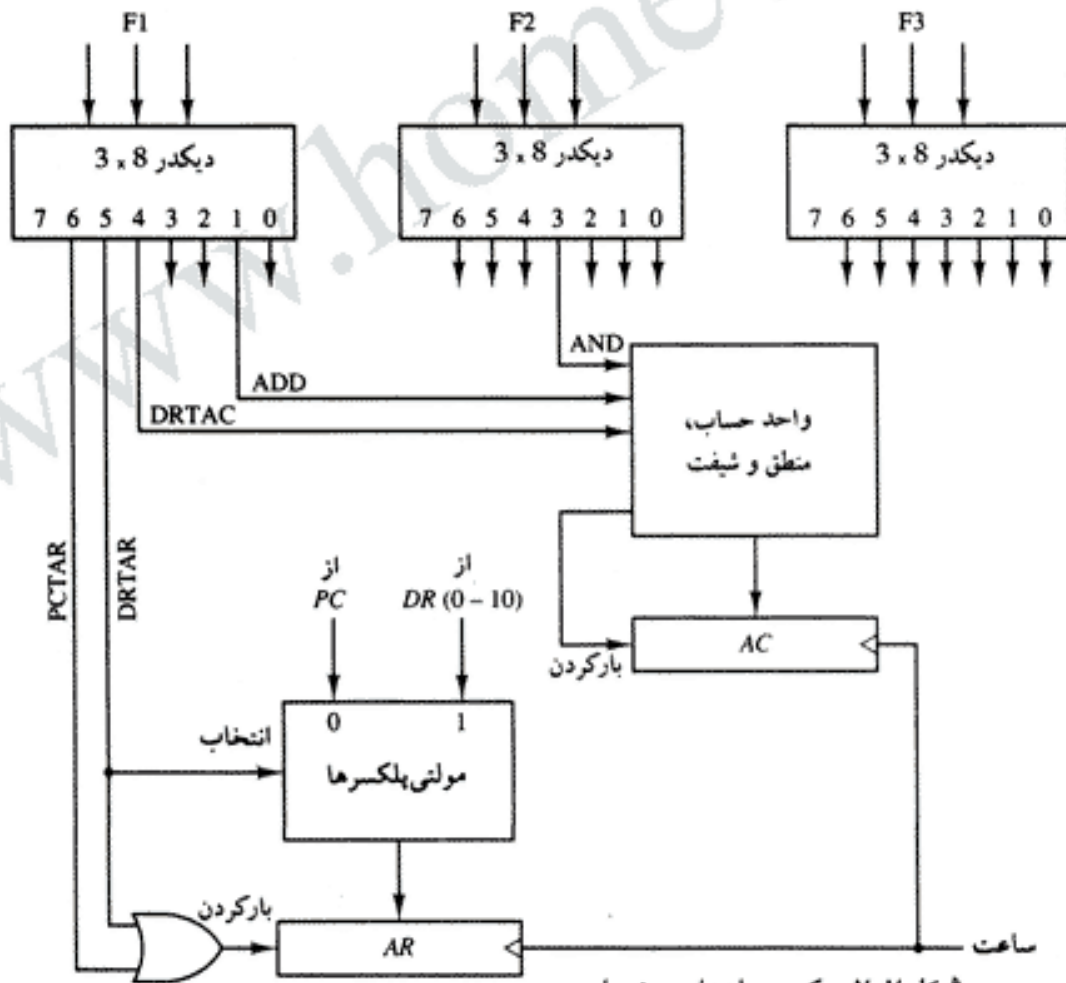 F1 F2 F3
دیکدر 8 × 3 دیکدر 8 × 3 دیکدر 8 × 3
7 6 5 4 3 2 1 0 7 6 5 4 3 2 1 0 7 6 5 4 3 2 1 0
AND
ADD
DRTAC
واحد حساب،
منطق و شیفت
PCTAR
DRTAR
از
PC
از
DR (0 – 10)
AC
بارکردن
0 1
انتخاب
مولتی‌پلکسرها
بارکردن
AR
ساعت
www.home